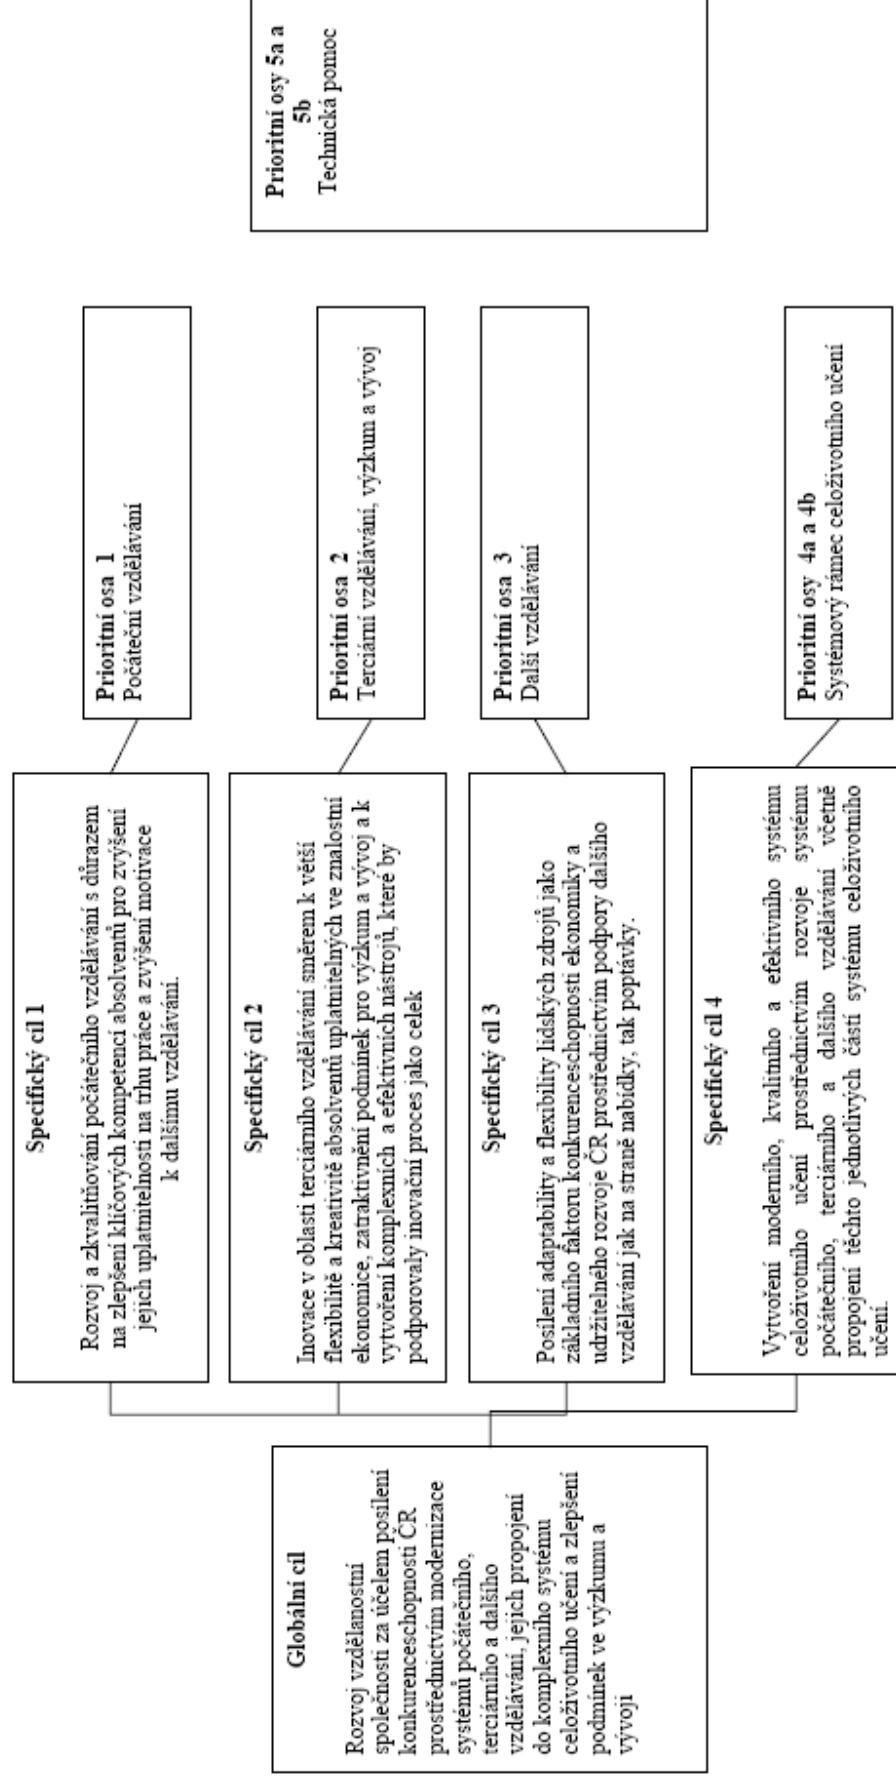 Globální cíl
Rozvoj vzdělanostní
společnosti za účelem posílení
konkurenceschopnosti ČR
prostřednictvím modernizace
systémů počátečního,
terciárního a dalšího
vzdělávání, jejich propojení
do komplexního systému
celoživotního učení a zlepšení
podmínek ve výzkumu a
vývoji
Specifický cíl 1
Rozvoj a zkvalitňování počátečního vzdělávání s důrazem
na zlepšení klíčových kompetencí absolventů pro zvýšení
jejich uplatnitelnosti na trhu práce a zvýšení motivace
k dalšímu vzdělávání.
Specifický cíl 2
Inovace v oblasti terciárního vzdělávání směrem k větší
flexibilitě a kreativitě absolventů uplatnitelných ve znalostní
ekonomice, zatraktivnění podmínek pro výzkum a vývoj a k
vytvoření komplexních a efektivních nástrojů, které by
podporovaly inovační proces jako celek
Specifický cíl 3
Posílení adaptability a flexibility lidských zdrojů jako
základního faktoru konkurenceschopnosti ekonomiky a
udržitelného rozvoje ČR prostřednictvím podpory dalšího
vzdělávání jak na straně nabídky, tak poptávky.
Specifický cíl 4
Vytvoření moderního, kvalitního a efektivního systému
celoživotního učení prostřednictvím rozvoje systému
počátečního, terciárního a dalšího vzdělávání včetně
propojení těchto jednotlivých částí systému celoživotního
učení.
Prioritní osa 1
Počáteční vzdělávání
Prioritní osa 2
Terciární vzdělávání, výzkum a vývoj
Prioritní osa 3
Další vzdělávání
Prioritní osy 4a a 4b
Systémový rámec celoživotního učení
Prioritní osy 5a a
5b
Technická pomoc